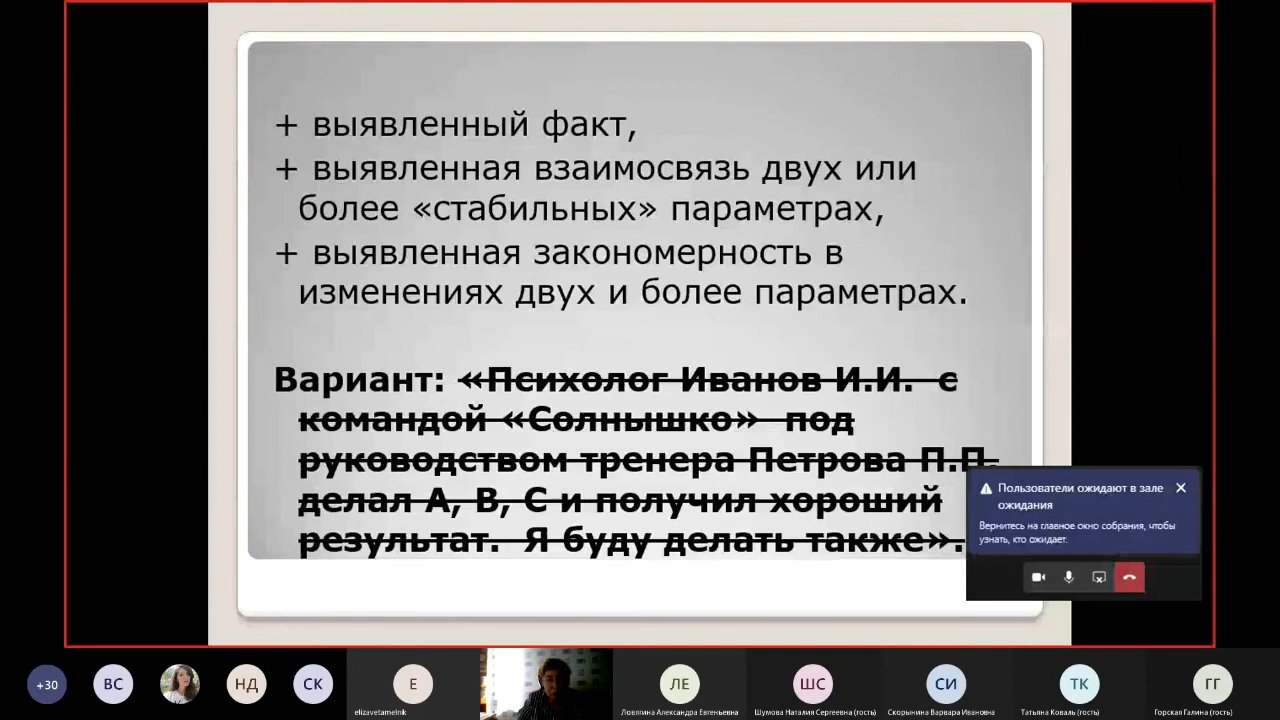 + выявленный факт,
+ выявленная взаимосвязь двух или
более «стабильных» параметрах,
+ выявленная закономерность в
изменениях двух и более параметрах.
Вариант: «Психолог Иванов И.И. с
командой «Солнышко» под
руководством тренера Петрова П.П.
делал А, В, С и получил хороший
результат. Я буду делать также».
Пользователи ожидают в зале
ожидания
Вернитесь на главное окно собрания, чтобы
узнать, кто ожидает.
+30
ВС
НД
СК
E
elizavetamelnik
ЛЕ
Ловягина Александра Евгеньевна
ШС
Шумова Наталия Сергеевна (гость)
СИ
Скорынина Варвара Ивановна
ТК
Татьяна Коваль (гость)
ГГ
Горская Галина (гость)